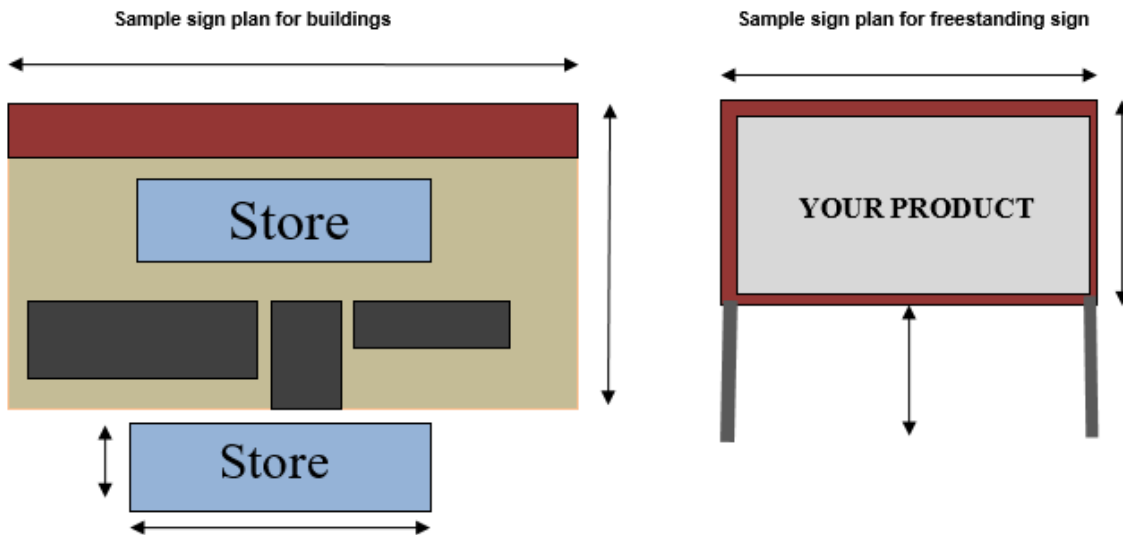 Sample sign plan for buildings
Sample sign plan for freestanding sign
Store
YOUR PRODUCT
Store